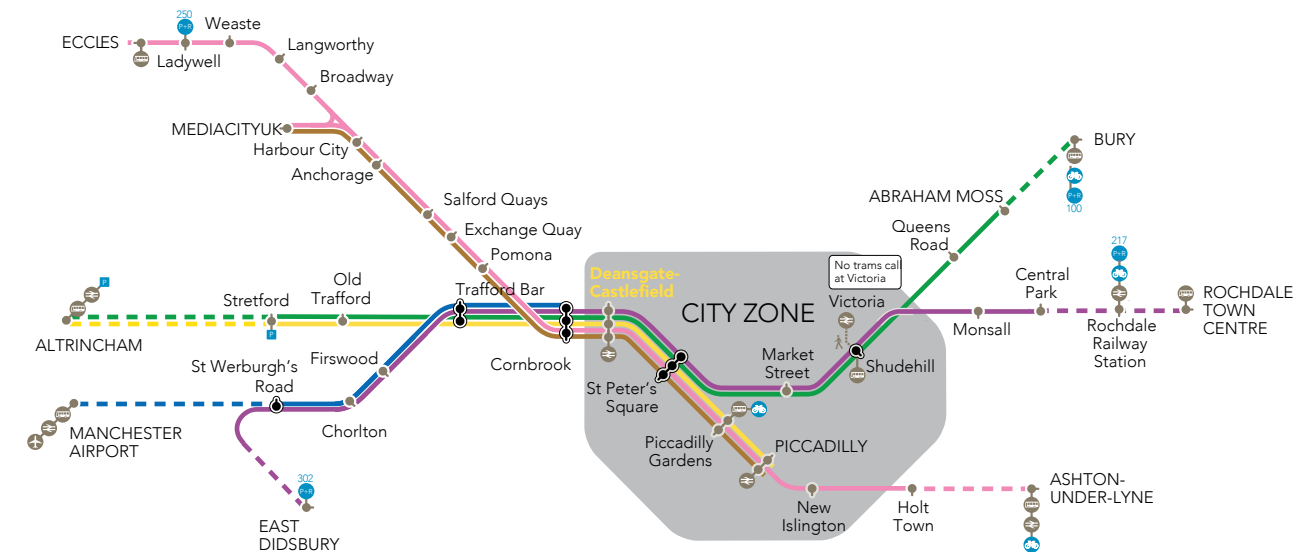 250
P+R
Weaste
ECCLES
Ladywell
Langworthy
Broadway
MEDIACITYUK
Harbour City
Anchorage
Salford Quays
Exchange Quay
Pomona
BURY
P+R
100
ABRAHAM MOSS
Queens
Road
Deansgate-
Castlefield
CITY ZONE
No trams call
at Victoria
Victoria
217
P+R
Central
Park
Monsall
Rochdale
Railway
Station
ROCHDALE
TOWN
CENTRE
P
ALTRINCHAM
Stretford
P
Old
Trafford
Trafford Bar
Cornbrook
St Werburgh's
Road
Firswood
Chorlton
MANCHESTER
AIRPORT
302
P+R
EAST
DIDSBURY
St Peter's
Square
Market
Street
Shudehill
Piccadilly
Gardens
PICCADILLY
New
Islington
Holt
Town
ASHTON-
UNDER-LYNE